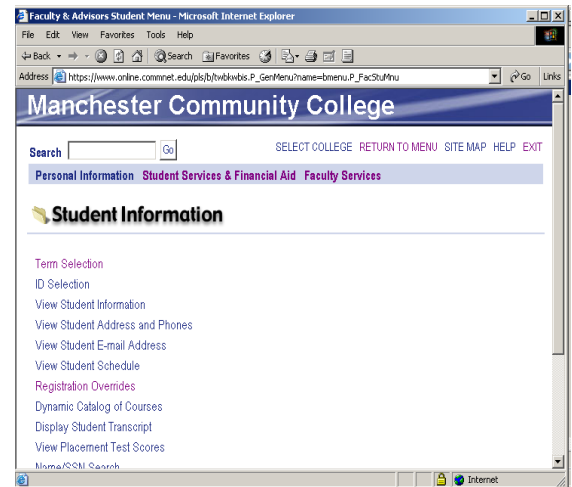 Faculty & Advisors Student Menu - Microsoft Internet Explorer
File Edit View Favorites Tools Help
Back Search Favorites
Address https://www.online.commnet.edu/pls/b/twbkwbis.P_GenMenu?name=bmenu.P_FacStuMnu Go Links
Manchester Community College
Search Go SELECT COLLEGE RETURN TO MENU SITE MAP HELP EXIT
Personal Information Student Services & Financial Aid Faculty Services
Student Information
Term Selection
ID Selection
View Student Information
View Student Address and Phones
View Student E-mail Address
View Student Schedule
Registration Overrides
Dynamic Catalog of Courses
Display Student Transcript
View Placement Test Scores
Name/SSN Search
Internet